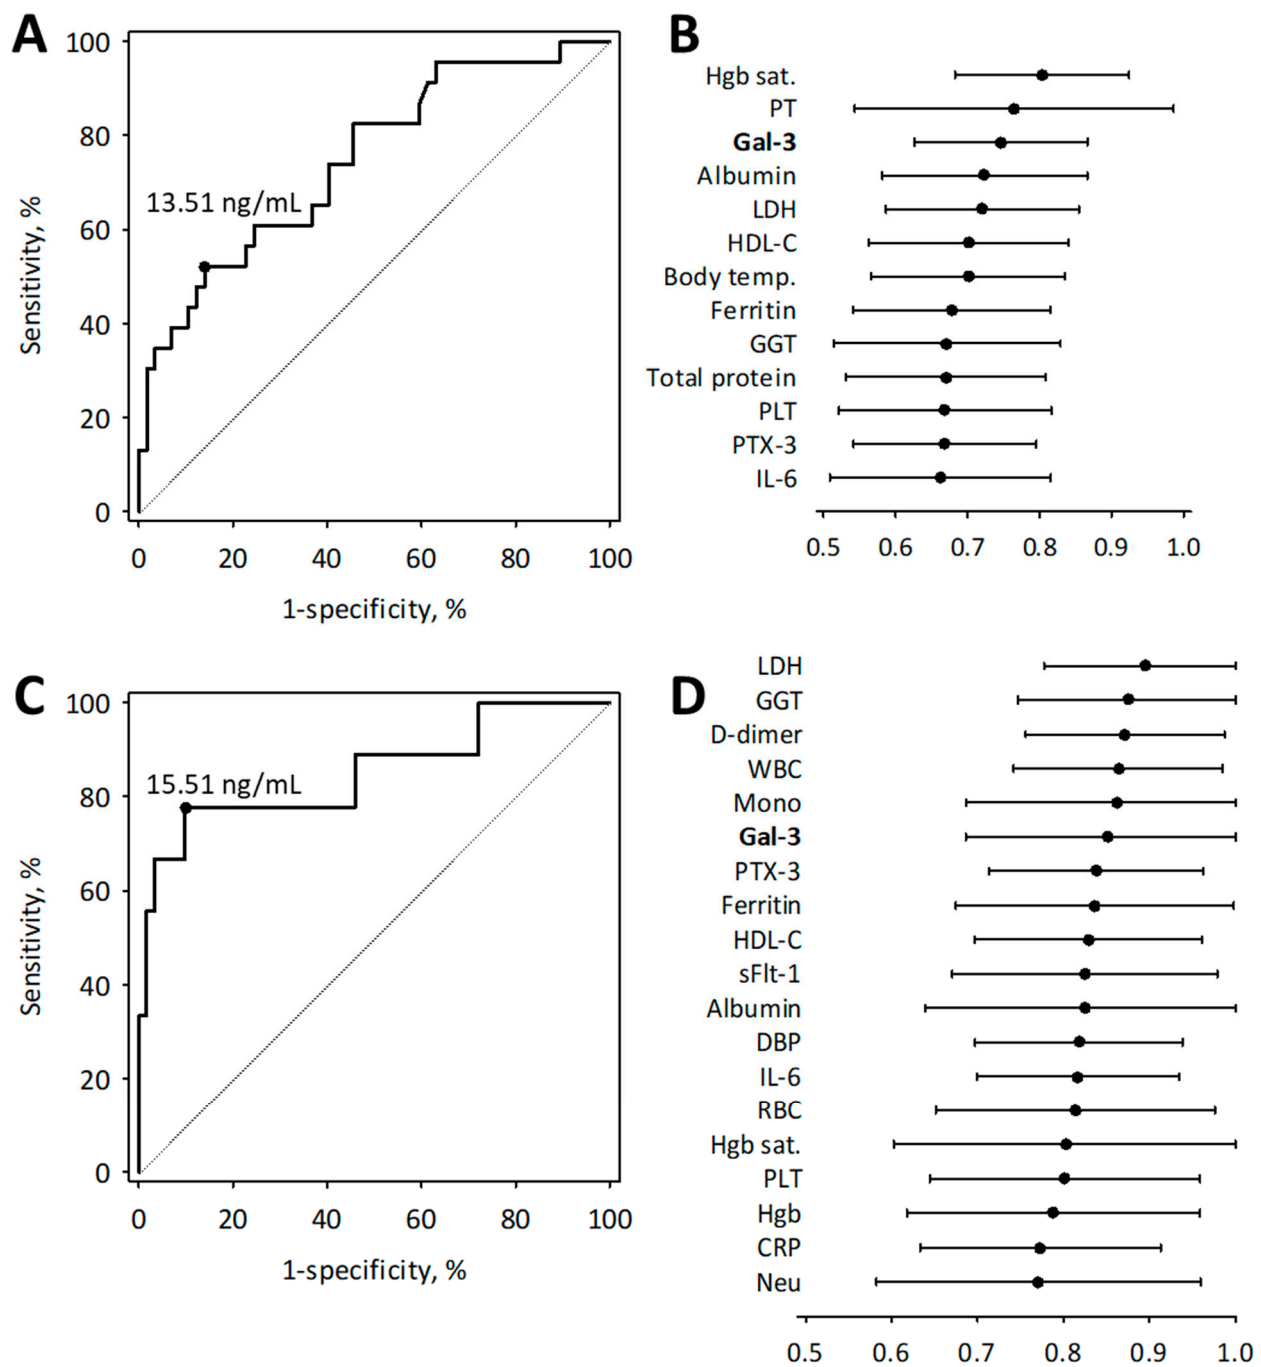 A
100
80
60
40
20
0
13.51 ng/mL
Sensitivity, %
0 20 40 60 80 100
1-specificity, %
B
Hgb sat.
PT
Gal-3
Albumin
LDH
HDL-C
Body temp.
Ferritin
GGT
Total protein
PLT
PTX-3
IL-6
0.5 0.6 0.7 0.8 0.9 1.0
C
100
80
60
40
20
0
15.51 ng/mL
Sensitivity, %
0 20 40 60 80 100
1-specificity, %
D
LDH
GGT
D-dimer
WBC
Mono
Gal-3
PTX-3
Ferritin
HDL-C
sFlt-1
Albumin
DBP
IL-6
RBC
Hgb sat.
PLT
Hgb
CRP
Neu
0.5 0.6 0.7 0.8 0.9 1.0